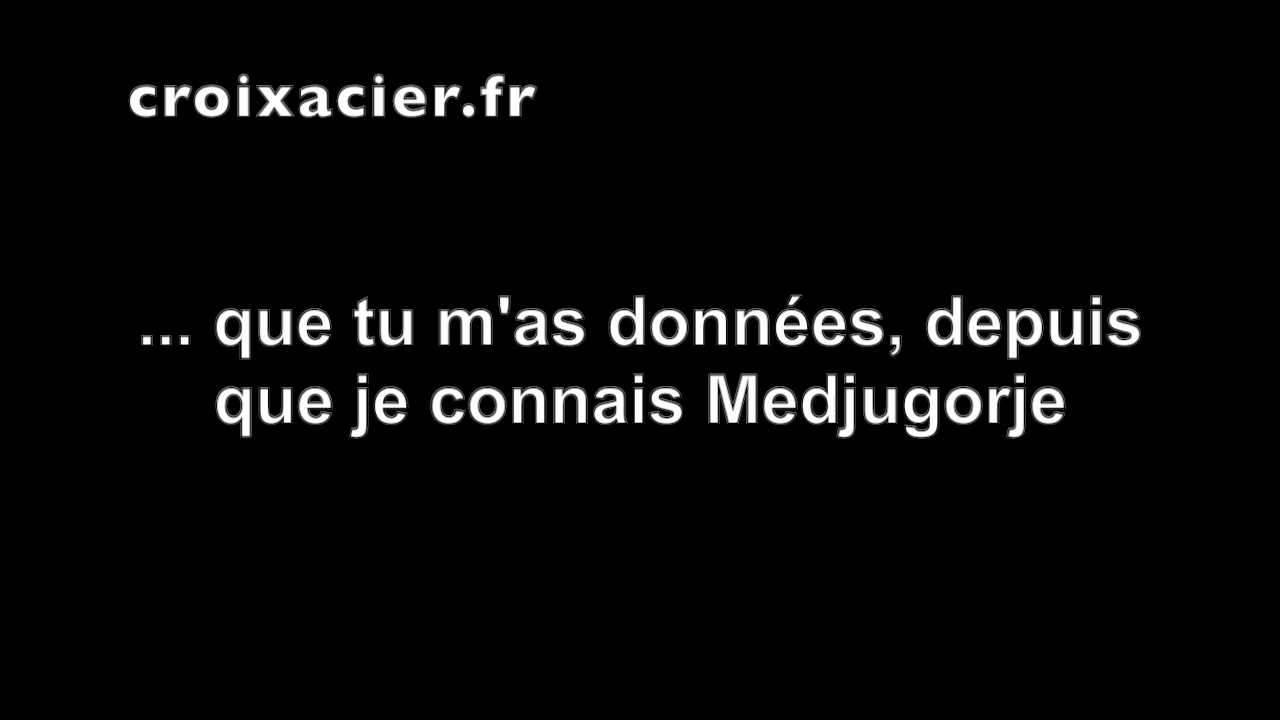 croixacier.fr
... que tu m'as données, depuis
que je connais Medjugorje